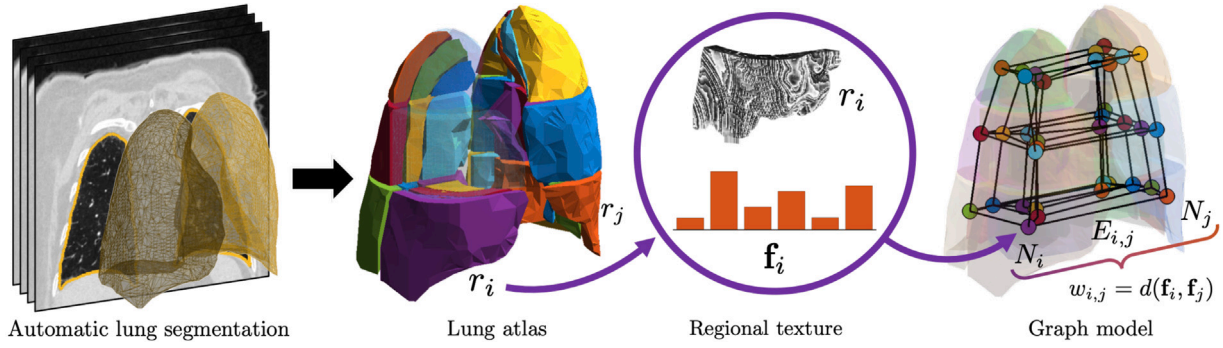 r_i
r_j
r_i
f_i
N_i
E_{i,j}
N_j
w_{i,j} = d(f_i, f_j)
Automatic lung segmentation
Lung atlas
Regional texture
Graph model